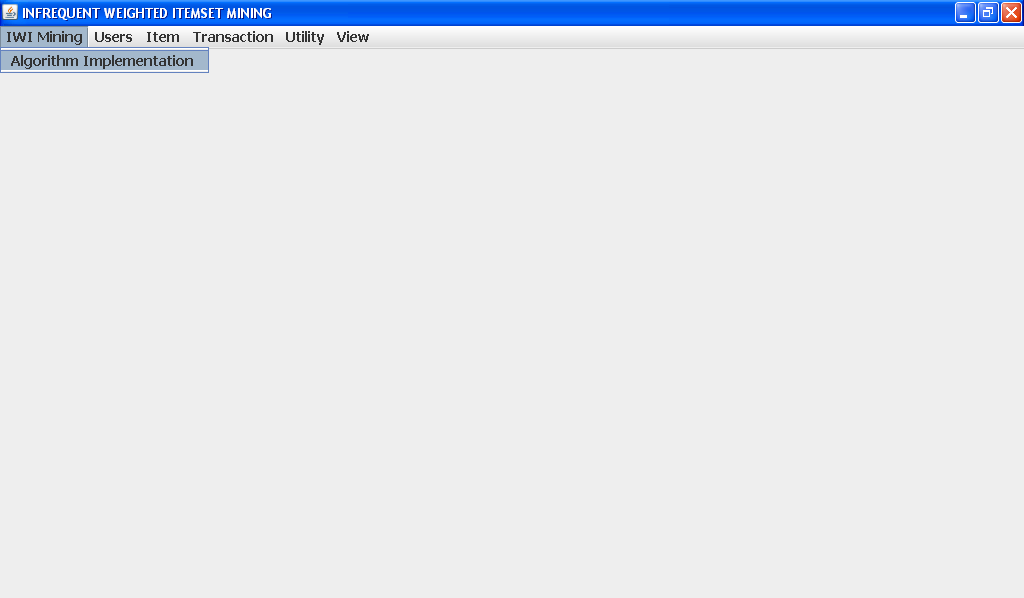 INFREQUENT WEIGHTED ITEMSET MINING
IWI Mining Users Item Transaction Utility View
Algorithm Implementation